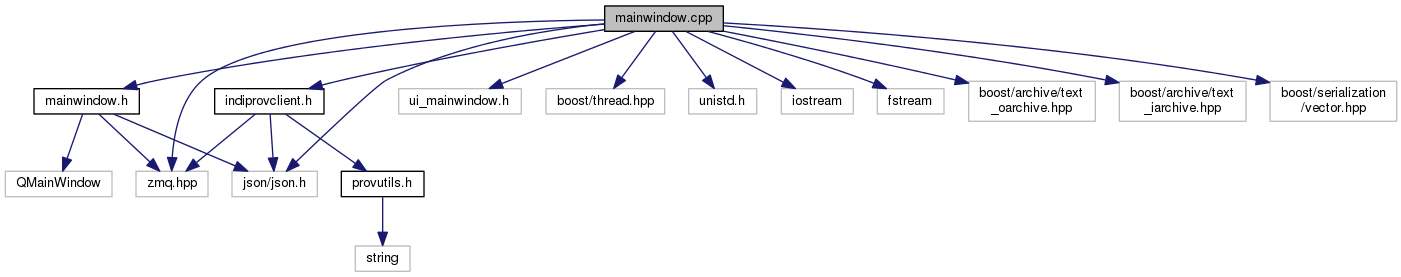 mainwindow.cpp
mainwindow.h
indiprovclient.h
ui_mainwindow.h
boost/thread.hpp
unistd.h
iostream
fstream
boost/archive/text
_oarchive.hpp
boost/archive/text
_iarchive.hpp
boost/serialization
/vector.hpp
QMainWindow
zmq.hpp
json/json.h
provutils.h
string